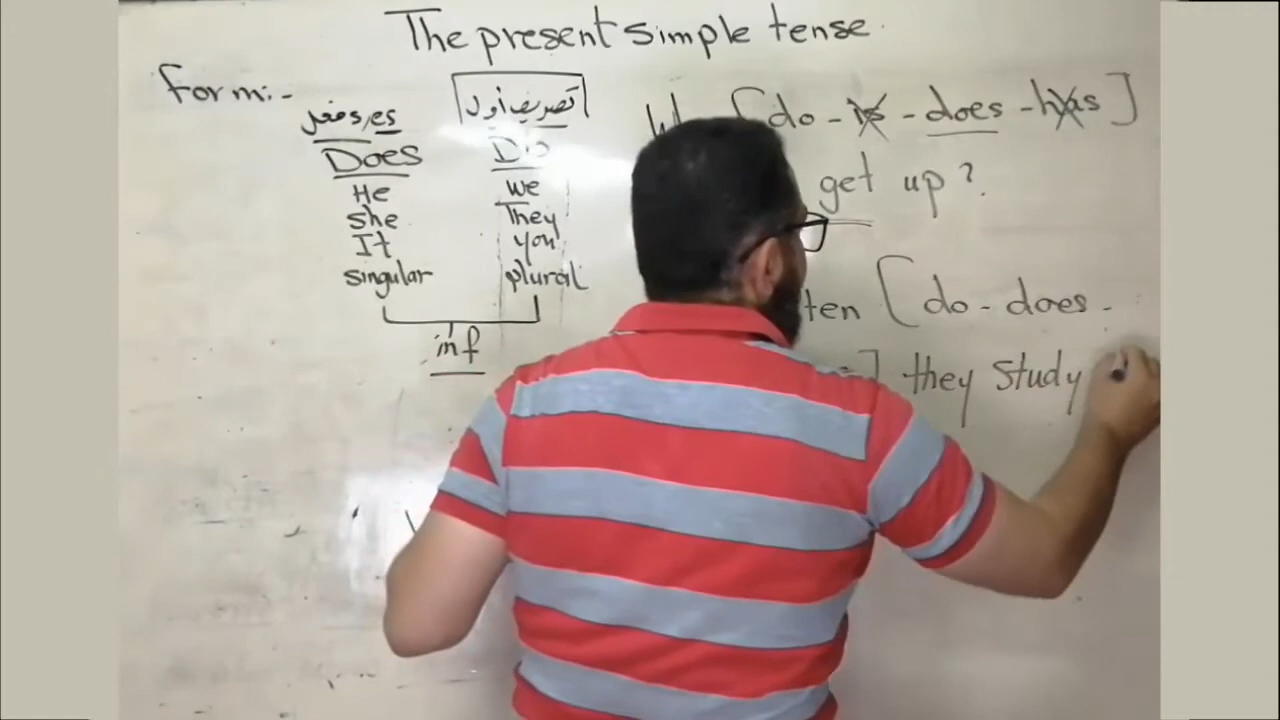 The present simple tense.
Form:-
s, es مفعل
تصريف أول
Does
Do
He
she
It
singular
we
They
you
plural
inf
[do - is - does - has]
get up?
ten [do - does -
] they study